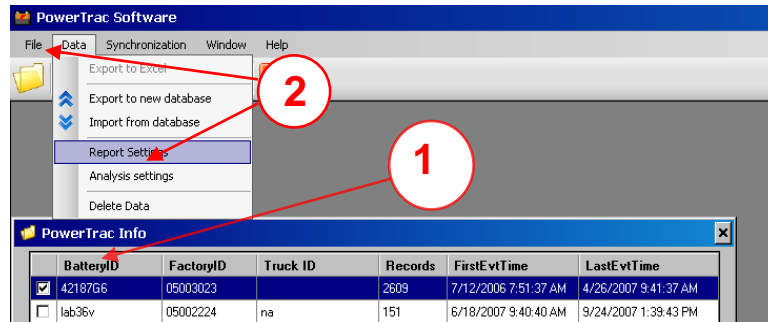 PowerTrac Software
File Data Synchronization Window Help
Export to Excel
2
Export to new database
Import from database
Report Settings
1
Analysis settings
Delete Data
PowerTrac Info
BatteryID FactoryID Truck ID Records FirstEvtTime LastEvtTime
42187G6 05003023 2609 7/12/2006 7:51:37 AM 4/26/2007 9:41:37 AM
lab36v 05002224 na 151 6/18/2007 9:40:40 AM 9/24/2007 1:39:43 PM